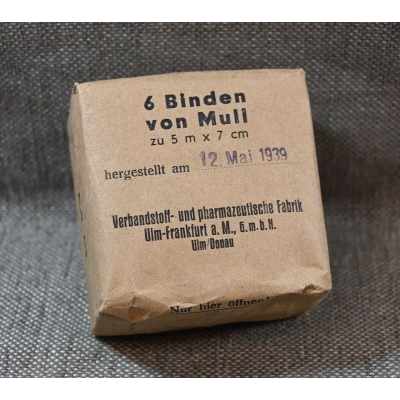 6 Binden
von Mull
zu 5 m x 7 cm
hergestellt am 12. Mai 1939
Verbandstoff- und pharmazeutische Fabrik
Ulm-Frankfurt a. M., G.m.b.H.
Ulm/Donau
Nur hier öffnen!